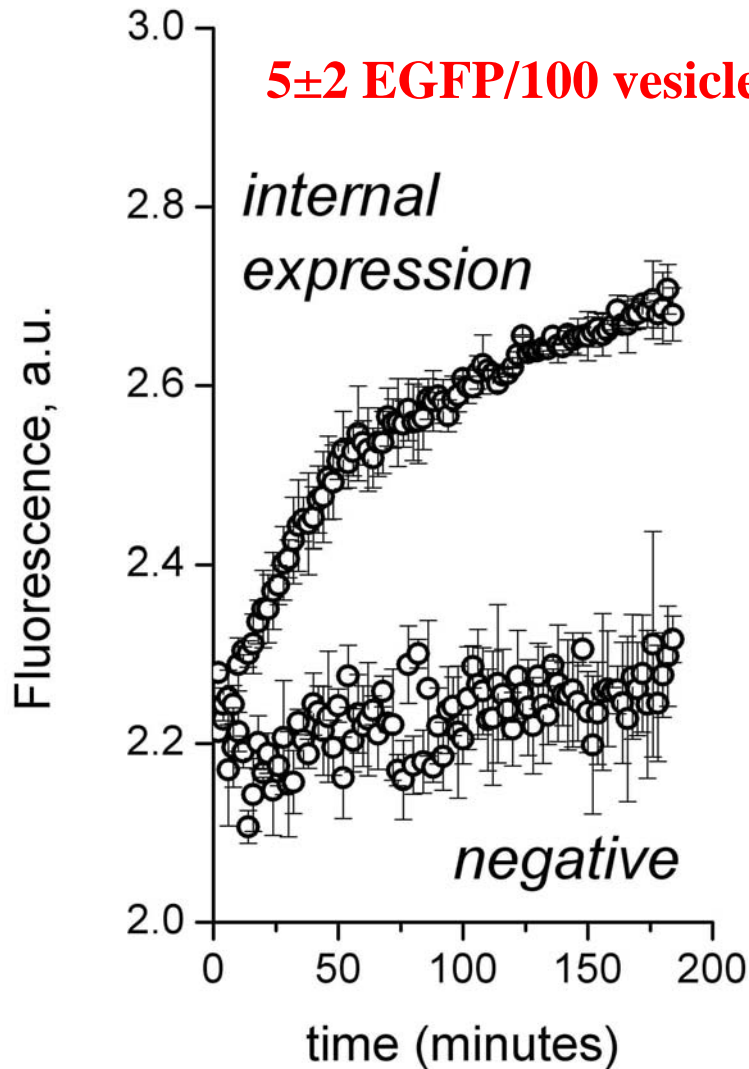 3.0
5±2 EGFP/100 vesicle
internal
expression
2.8
2.6
2.4
2.2
2.0
Fluorescence, a.u.
negative
0 50 100 150 200
time (minutes)